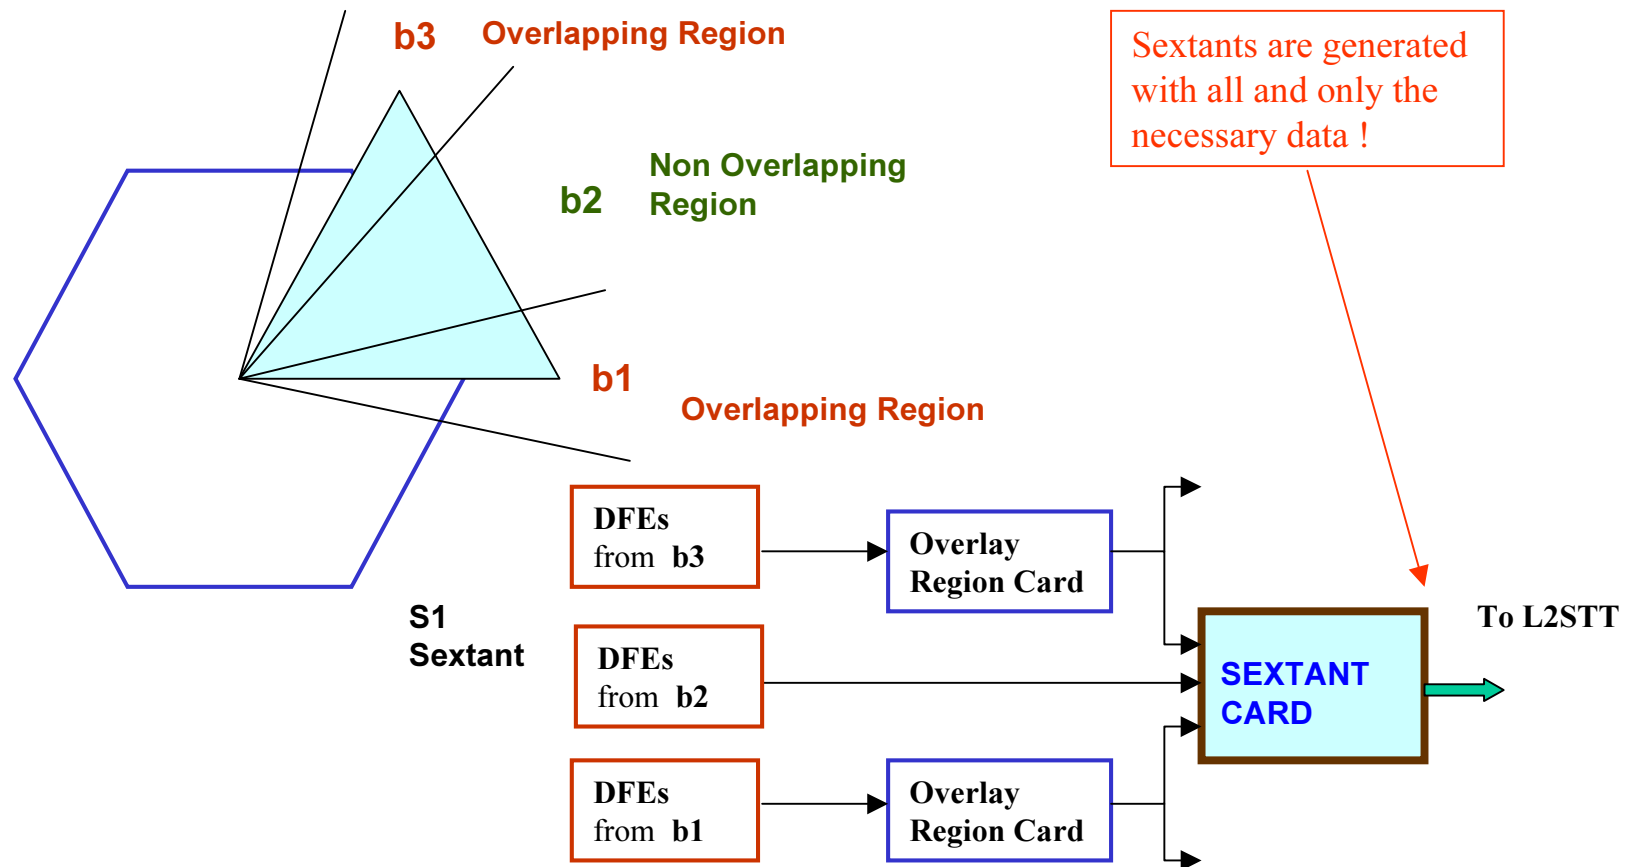 b3
Overlapping Region
Sextants are generated
with all and only the
necessary data !
Non Overlapping
Region
b2
b1
Overlapping Region
DFEs
from b3
Overlay
Region Card
S1
Sextant
DFEs
from b2
SEXTANT
CARD
To L2STT
DFEs
from b1
Overlay
Region Card